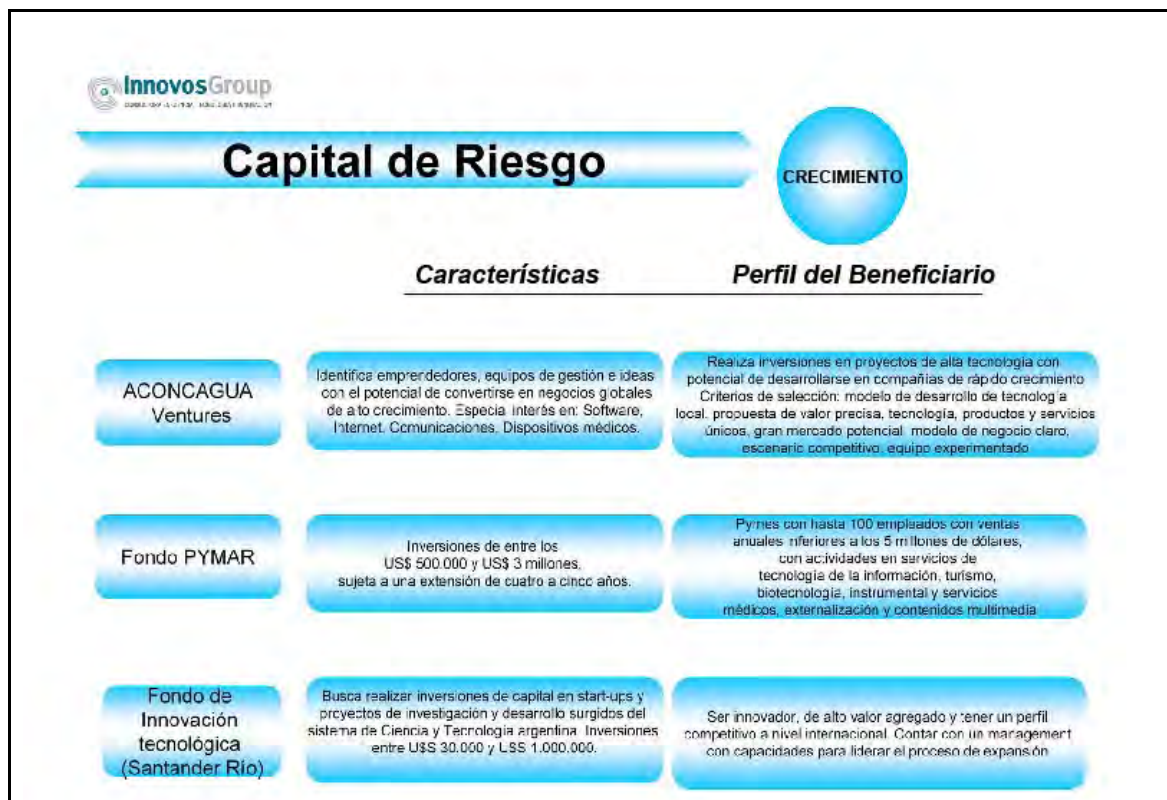 InnovosGroup
Capital de Riesgo
CRECIMIENTO
Características
Perfil del Beneficiario
ACONCAGUA
Ventures
Identifica emprendedores, equipos de gestión e ideas
con el potencial de convertirse en negocios globales
de alto crecimiento. Especial interés en: Software,
Internet. Comunicaciones. Dispositivos médicos.
Realiza inversiones en proyectos de alta tecnología con
potencial de desarrollarse en compañías de rápido crecimiento
Criterios de selección: modelo de desarrollo de tecnología
local, propuesta de valor precisa, tecnología, productos y servicios
únicos, gran mercado potencial modelo de negocio claro,
escenario competitivo, equipo experimentado
Fondo PYMAR
Inversiones de entre los
US$ 500.000 y US$ 3 millones,
sujeta a una extensión de cuatro a cinco años.
Pymes con hasta 100 empleados con ventas
anuales inferiores a los 5 millones de dólares,
con actividades en servicios de
tecnología de la información, turismo,
biotecnología, instrumental y servicios
médicos, externalización y contenidos multimedia
Fondo de
Innovación
tecnológica
(Santander Río)
Busca realizar inversiones de capital en start-ups y
proyectos de investigación y desarrollo surgidos del
sistema de Ciencia y Tecnología argentina. Inversiones
entre U$S 30.000 y U$S 1.000.000.
Ser innovador, de alto valor agregado y tener un perfil
competitivo a nivel internacional. Contar con un management
con capacidades para liderar el proceso de expansión